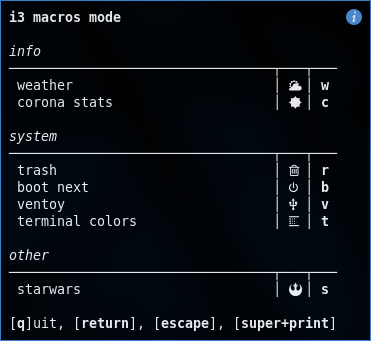 i3 macros mode
info
weather w
corona stats c
system
trash r
boot next b
ventoy v
terminal colors t
other
starwars s
[q]uit, [return], [escape], [super+print]